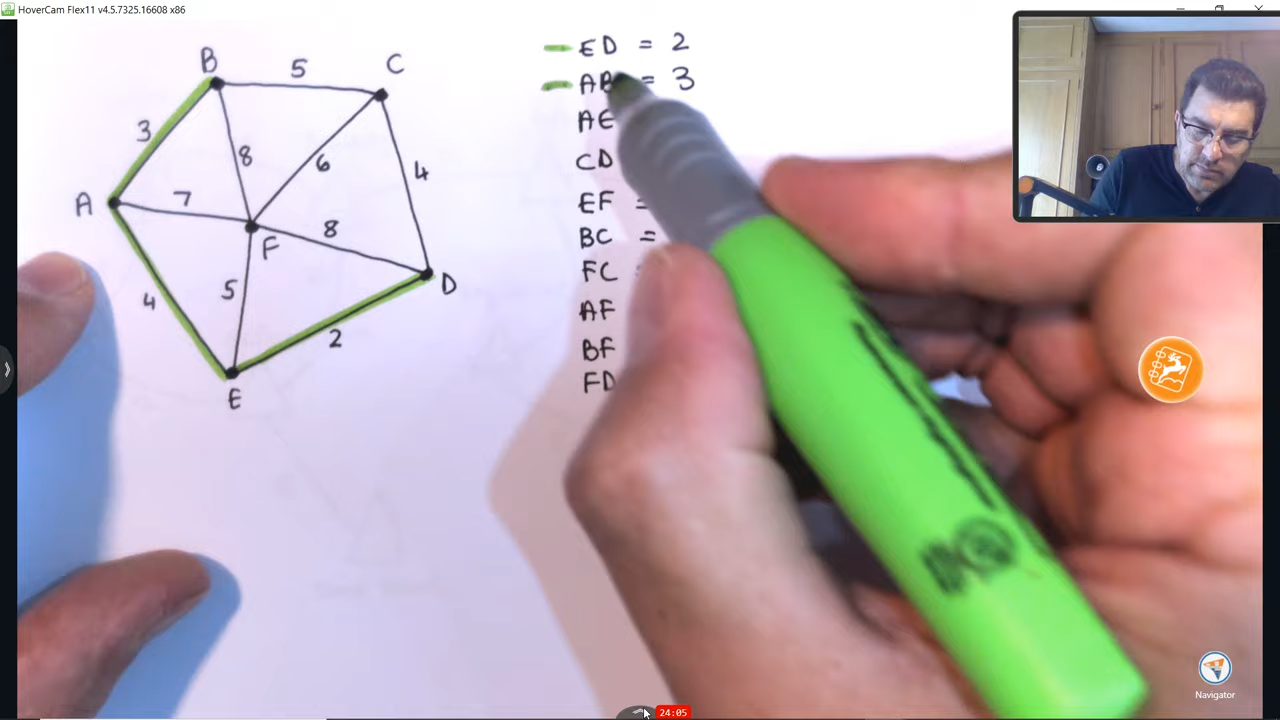 HoverCam Flex11 v4.5.7325.16608 x86
B 5 C
3 8 6 4
A 7
F 8
4 5 D
2
E
ED = 2
AB = 3
AE
CD
EF =
BC =
FC
AF
BF
FD
Navigator
24:05